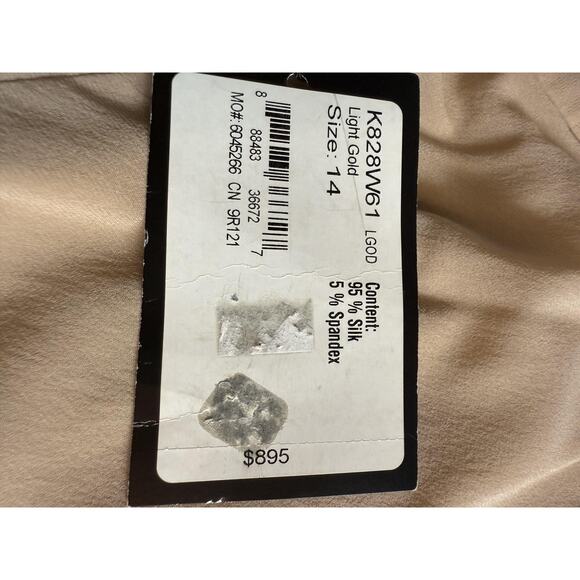 K828W61 LGOD
Light Gold
Size: 14
8 88483 36672 7
MO#: 6045266 CN 9R121
Content:
95 % Silk
5 % Spandex
$895